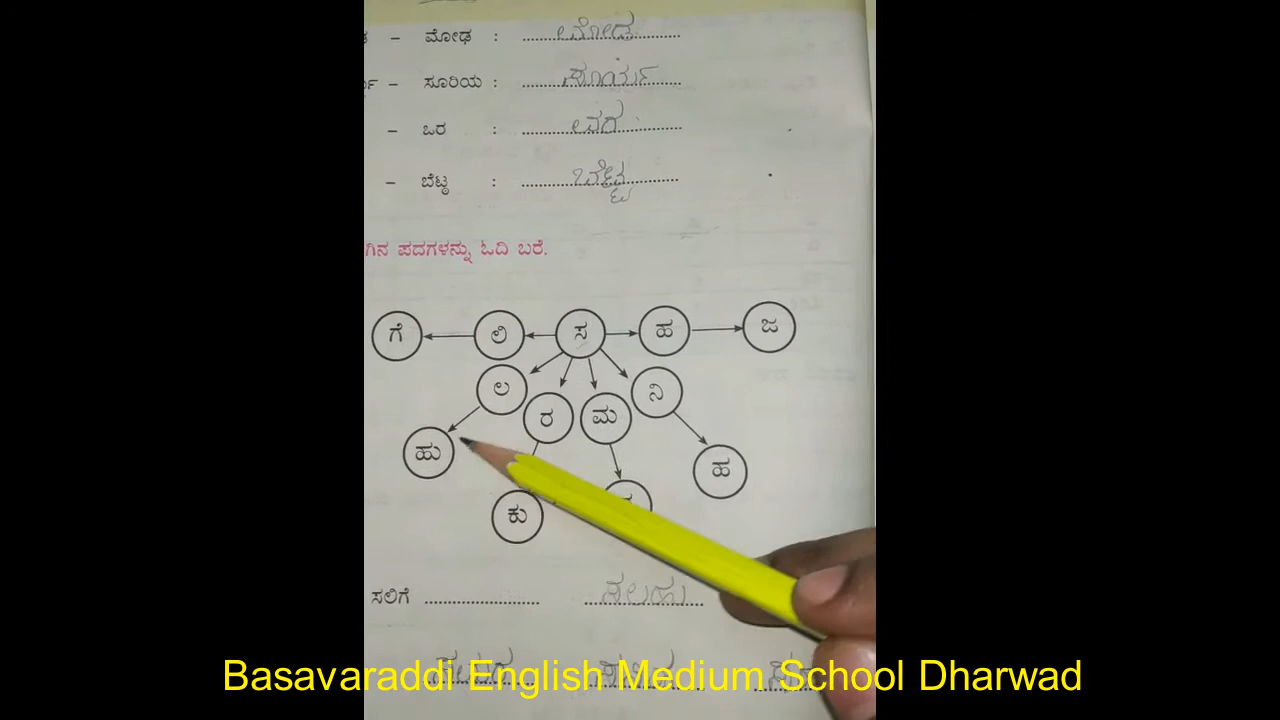 – ಮೋಢ : ಮೋಡ
– ಸೂರಿಯ : ಸೂರ್ಯ
– ಒರ : ವರ
– ಬೆಟ್ಠ : ಬೆಟ್ಟ
ಪದಗಳನ್ನು ಓದಿ ಬರೆ.
ಗೆ ಲಿ ಸ ಹ ಜ
ಲ ರ ಮ ನಿ
ಹು ಹ
ಕು
ಸಲಿಗೆ ಸಲಹು
Basavaraddi English Medium School Dharwad